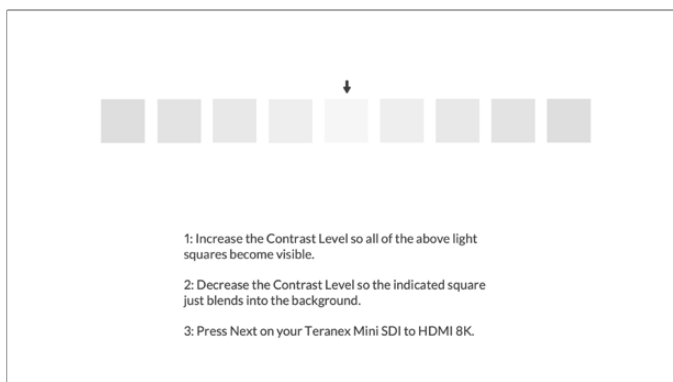 1: Increase the Contrast Level so all of the above light
squares become visible.
2: Decrease the Contrast Level so the indicated square
just blends into the background.
3: Press Next on your Teranex Mini SDI to HDMI 8K.